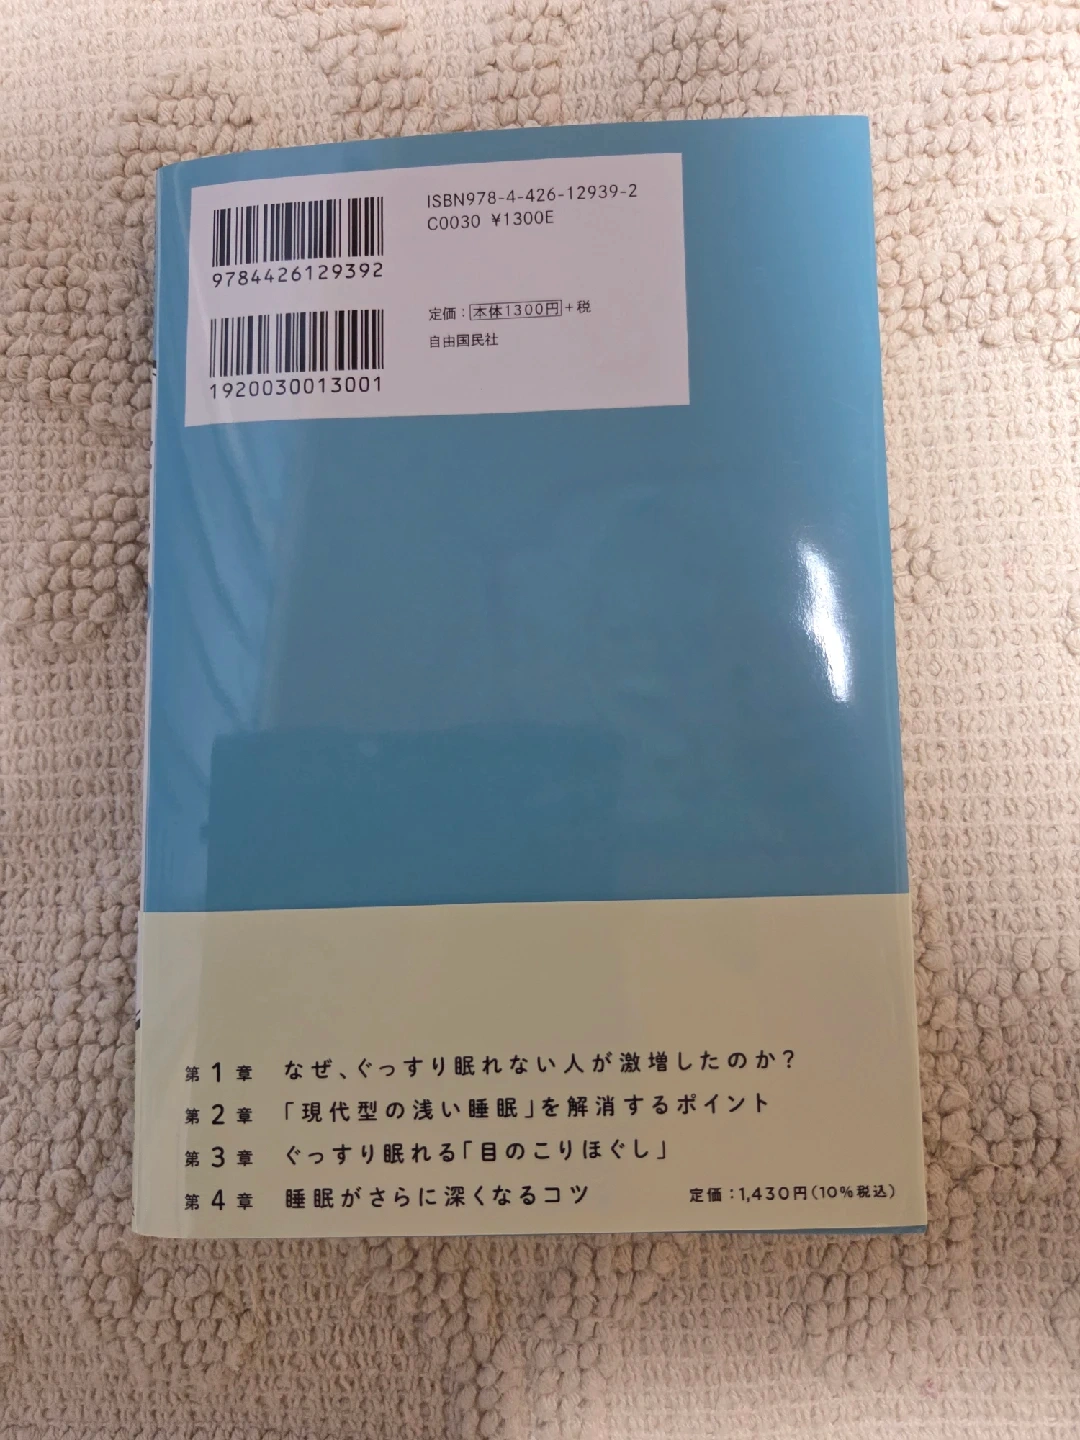 ISBN978-4-426-12939-2
C0030 ¥1300E
9784426129392
定価:本体1300円+税
自由国民社
1920030013001
第1章 なぜ、ぐっすり眠れない人が激増したのか?
第2章 「現代型の浅い睡眠」を解消するポイント
第3章 ぐっすり眠れる「目のこりほぐし」
第4章 睡眠がさらに深くなるコツ
定価:1,430円(10%税込)